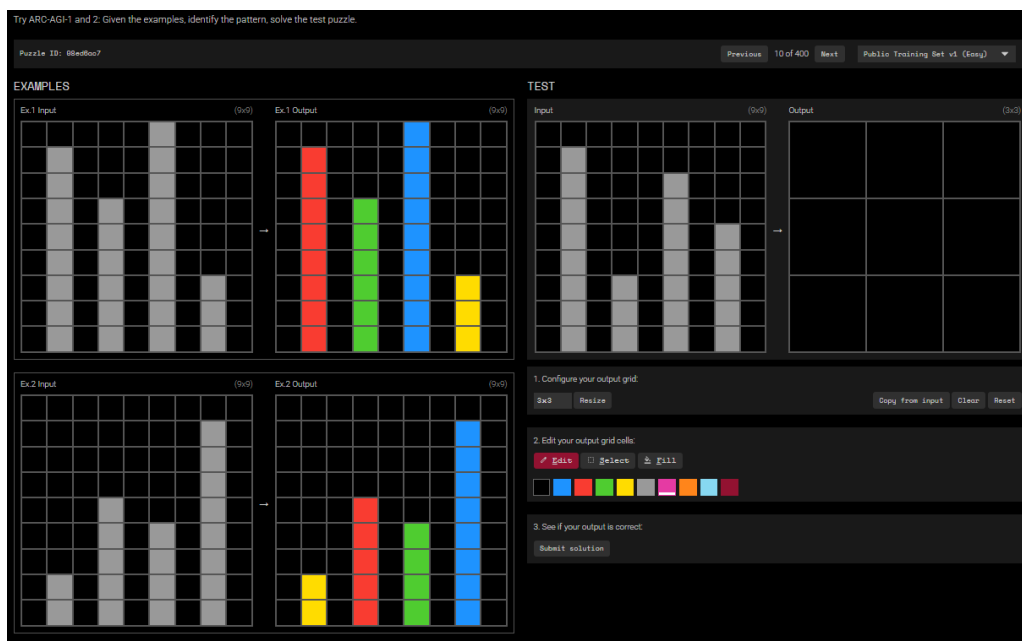 Try ARC-AGI-1 and 2: Given the examples, identify the pattern, solve the test puzzle.
Puzzle ID: 08ed6ac7
Previous 10 of 400 Next Public Training Set v1 (Easy)
EXAMPLES
Ex.1 Input (9x9) Ex.1 Output (9x9)
→
Ex.2 Input (9x9) Ex.2 Output (9x9)
→
TEST
Input (9x9) Output (3x3)
→
1. Configure your output grid:
3x3 Resize Copy from input Clear Reset
2. Edit your output grid cells:
Edit Select Fill
3. See if your output is correct:
Submit solution